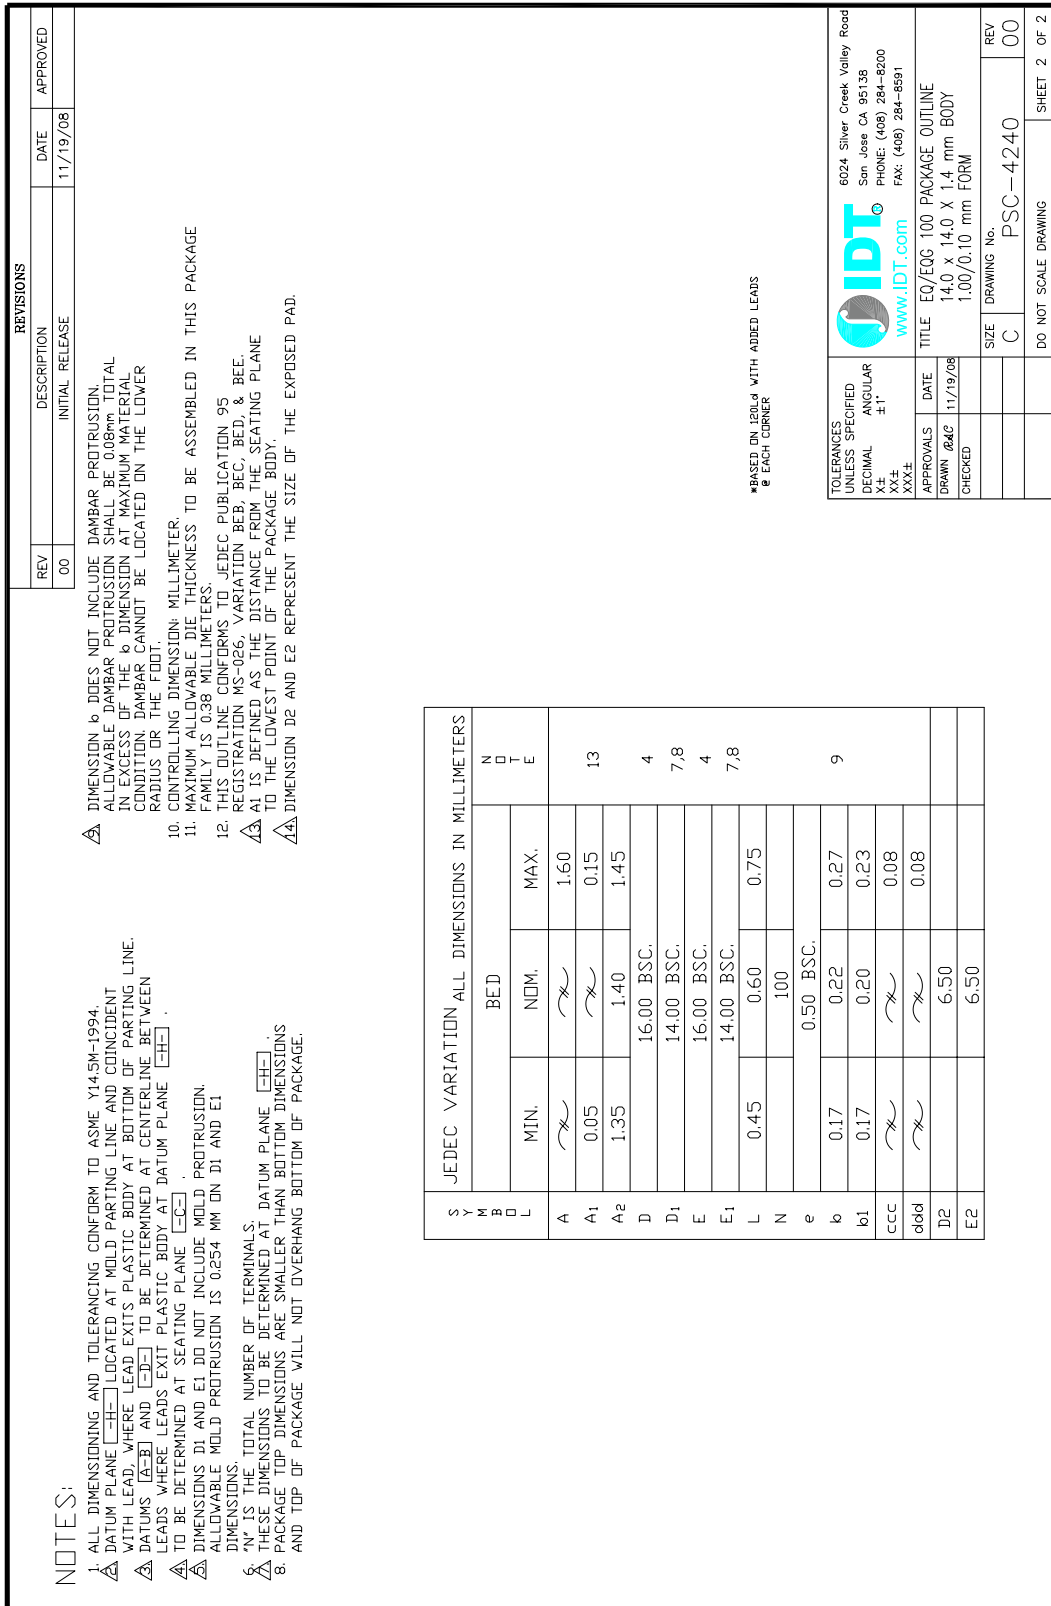 NOTES:
1. ALL DIMENSIONING AND TOLERANCING CONFORM TO ASME Y14.5M-1994.
2. DATUM PLANE -H- LOCATED AT MOLD PARTING LINE AND COINCIDENT
WITH LEAD, WHERE LEAD EXITS PLASTIC BODY AT BOTTOM OF PARTING LINE.
3. DATUMS A-B AND -D- TO BE DETERMINED AT CENTERLINE BETWEEN
LEADS WHERE LEADS EXIT PLASTIC BODY AT DATUM PLANE -H- .
4. TO BE DETERMINED AT SEATING PLANE -C- .
5. DIMENSIONS D1 AND E1 DO NOT INCLUDE MOLD PROTRUSION.
ALLOWABLE MOLD PROTRUSION IS 0.254 MM ON D1 AND E1
DIMENSIONS.
6. "N" IS THE TOTAL NUMBER OF TERMINALS.
7. THESE DIMENSIONS TO BE DETERMINED AT DATUM PLANE -H- .
8. PACKAGE TOP DIMENSIONS ARE SMALLER THAN BOTTOM DIMENSIONS
AND TOP OF PACKAGE WILL NOT OVERHANG BOTTOM OF PACKAGE.
9. DIMENSION b DOES NOT INCLUDE DAMBAR PROTRUSION.
ALLOWABLE DAMBAR PROTRUSION SHALL BE 0.08mm TOTAL
IN EXCESS OF THE b DIMENSION AT MAXIMUM MATERIAL
CONDITION. DAMBAR CANNOT BE LOCATED ON THE LOWER
RADIUS OR THE FOOT.
10. CONTROLLING DIMENSION: MILLIMETER.
11. MAXIMUM ALLOWABLE DIE THICKNESS TO BE ASSEMBLED IN THIS PACKAGE
FAMILY IS 0.38 MILLIMETERS.
12. THIS OUTLINE CONFORMS TO JEDEC PUBLICATION 95
REGISTRATION MS-026, VARIATION BEB, BEC, BED, & BEE.
13. A1 IS DEFINED AS THE DISTANCE FROM THE SEATING PLANE
TO THE LOWEST POINT OF THE PACKAGE BODY.
14. DIMENSION D2 AND E2 REPRESENT THE SIZE OF THE EXPOSED PAD.
REVISIONS
REV DESCRIPTION DATE APPROVED
00 INITIAL RELEASE 11/19/08
SYMBOL JEDEC VARIATION ALL DIMENSIONS IN MILLIMETERS
BED NOTE
MIN. NOM. MAX.
A 1.60
A1 0.05 0.15 13
A2 1.35 1.40 1.45
D 16.00 BSC. 4
D1 14.00 BSC. 7,8
E 16.00 BSC. 4
E1 14.00 BSC. 7,8
L 0.45 0.60 0.75
N 100
e 0.50 BSC.
b 0.17 0.22 0.27 9
b1 0.17 0.20 0.23
ccc 0.08
ddd 0.08
D2 6.50
E2 6.50
*BASED ON 120Ld WITH ADDED LEADS
@ EACH CORNER
TOLERANCES
UNLESS SPECIFIED
DECIMAL ANGULAR
X± ±1°
XX±
XXX±
IDT®
www.IDT.com
6024 Silver Creek Valley Road
San Jose CA 95138
PHONE: (408) 284-8200
FAX: (408) 284-8591
APPROVALS DATE
DRAWN RAC 11/19/08
CHECKED
TITLE EQ/EQG 100 PACKAGE OUTLINE
14.0 x 14.0 X 1.4 mm BODY
1.00/0.10 mm FORM
SIZE DRAWING No. REV
C PSC-4240 00
DO NOT SCALE DRAWING SHEET 2 OF 2